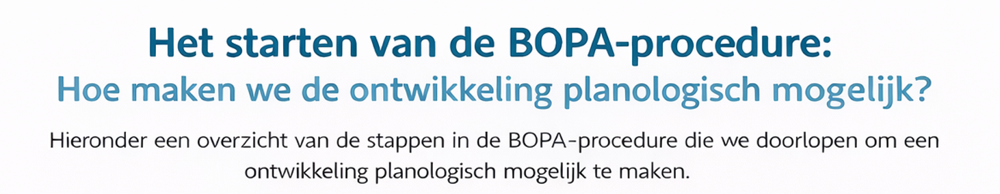 Het starten van de BOPA-procedure:
Hoe maken we de ontwikkeling planologisch mogelijk?
Hieronder een overzicht van de stappen in de BOPA-procedure die we doorlopen om een
ontwikkeling planologisch mogelijk te maken.